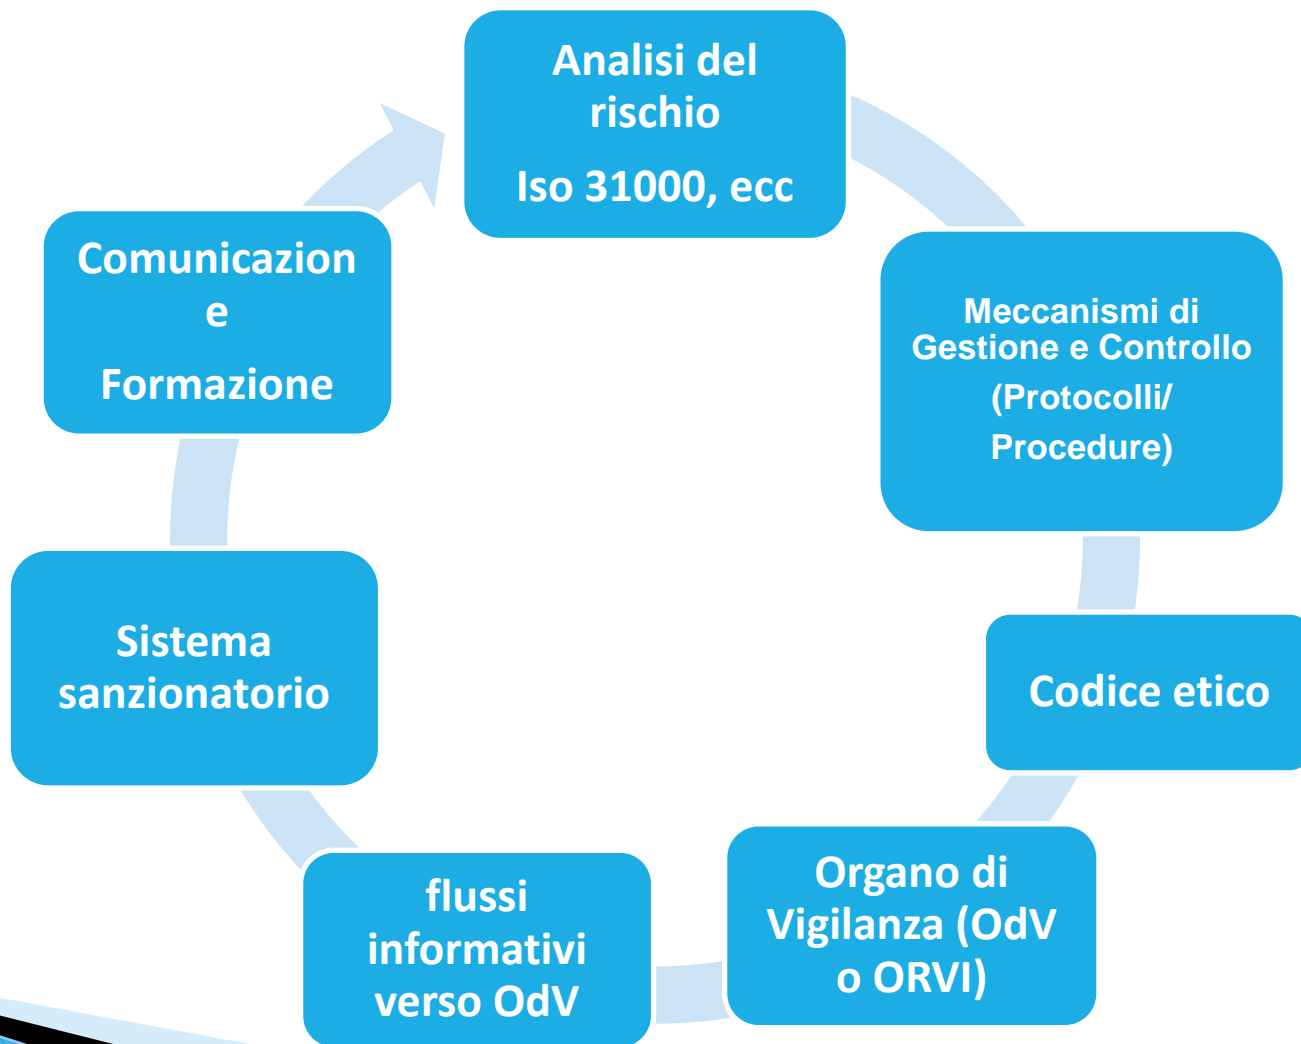 Analisi del
rischio
Iso 31000, ecc
Meccanismi di
Gestione e Controllo
(Protocolli/
Procedure)
Codice etico
Organo di
Vigilanza (OdV
o ORVI)
flussi
informativi
verso OdV
Sistema
sanzionatorio
Comunicazion
e
Formazione